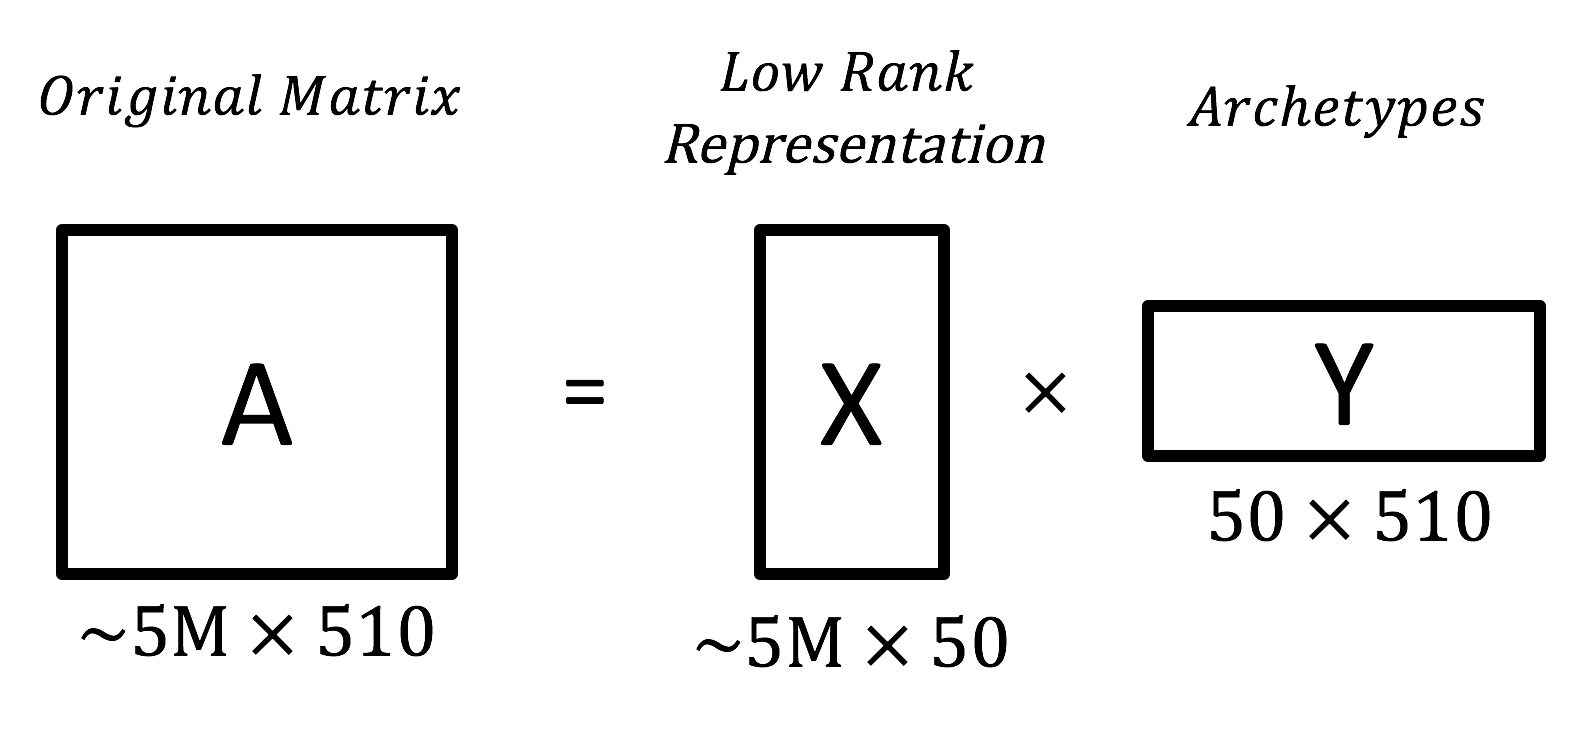 Original Matrix
Low Rank
Representation
Archetypes
A
=
X
×
Y
~5M × 510
~5M × 50
50 × 510